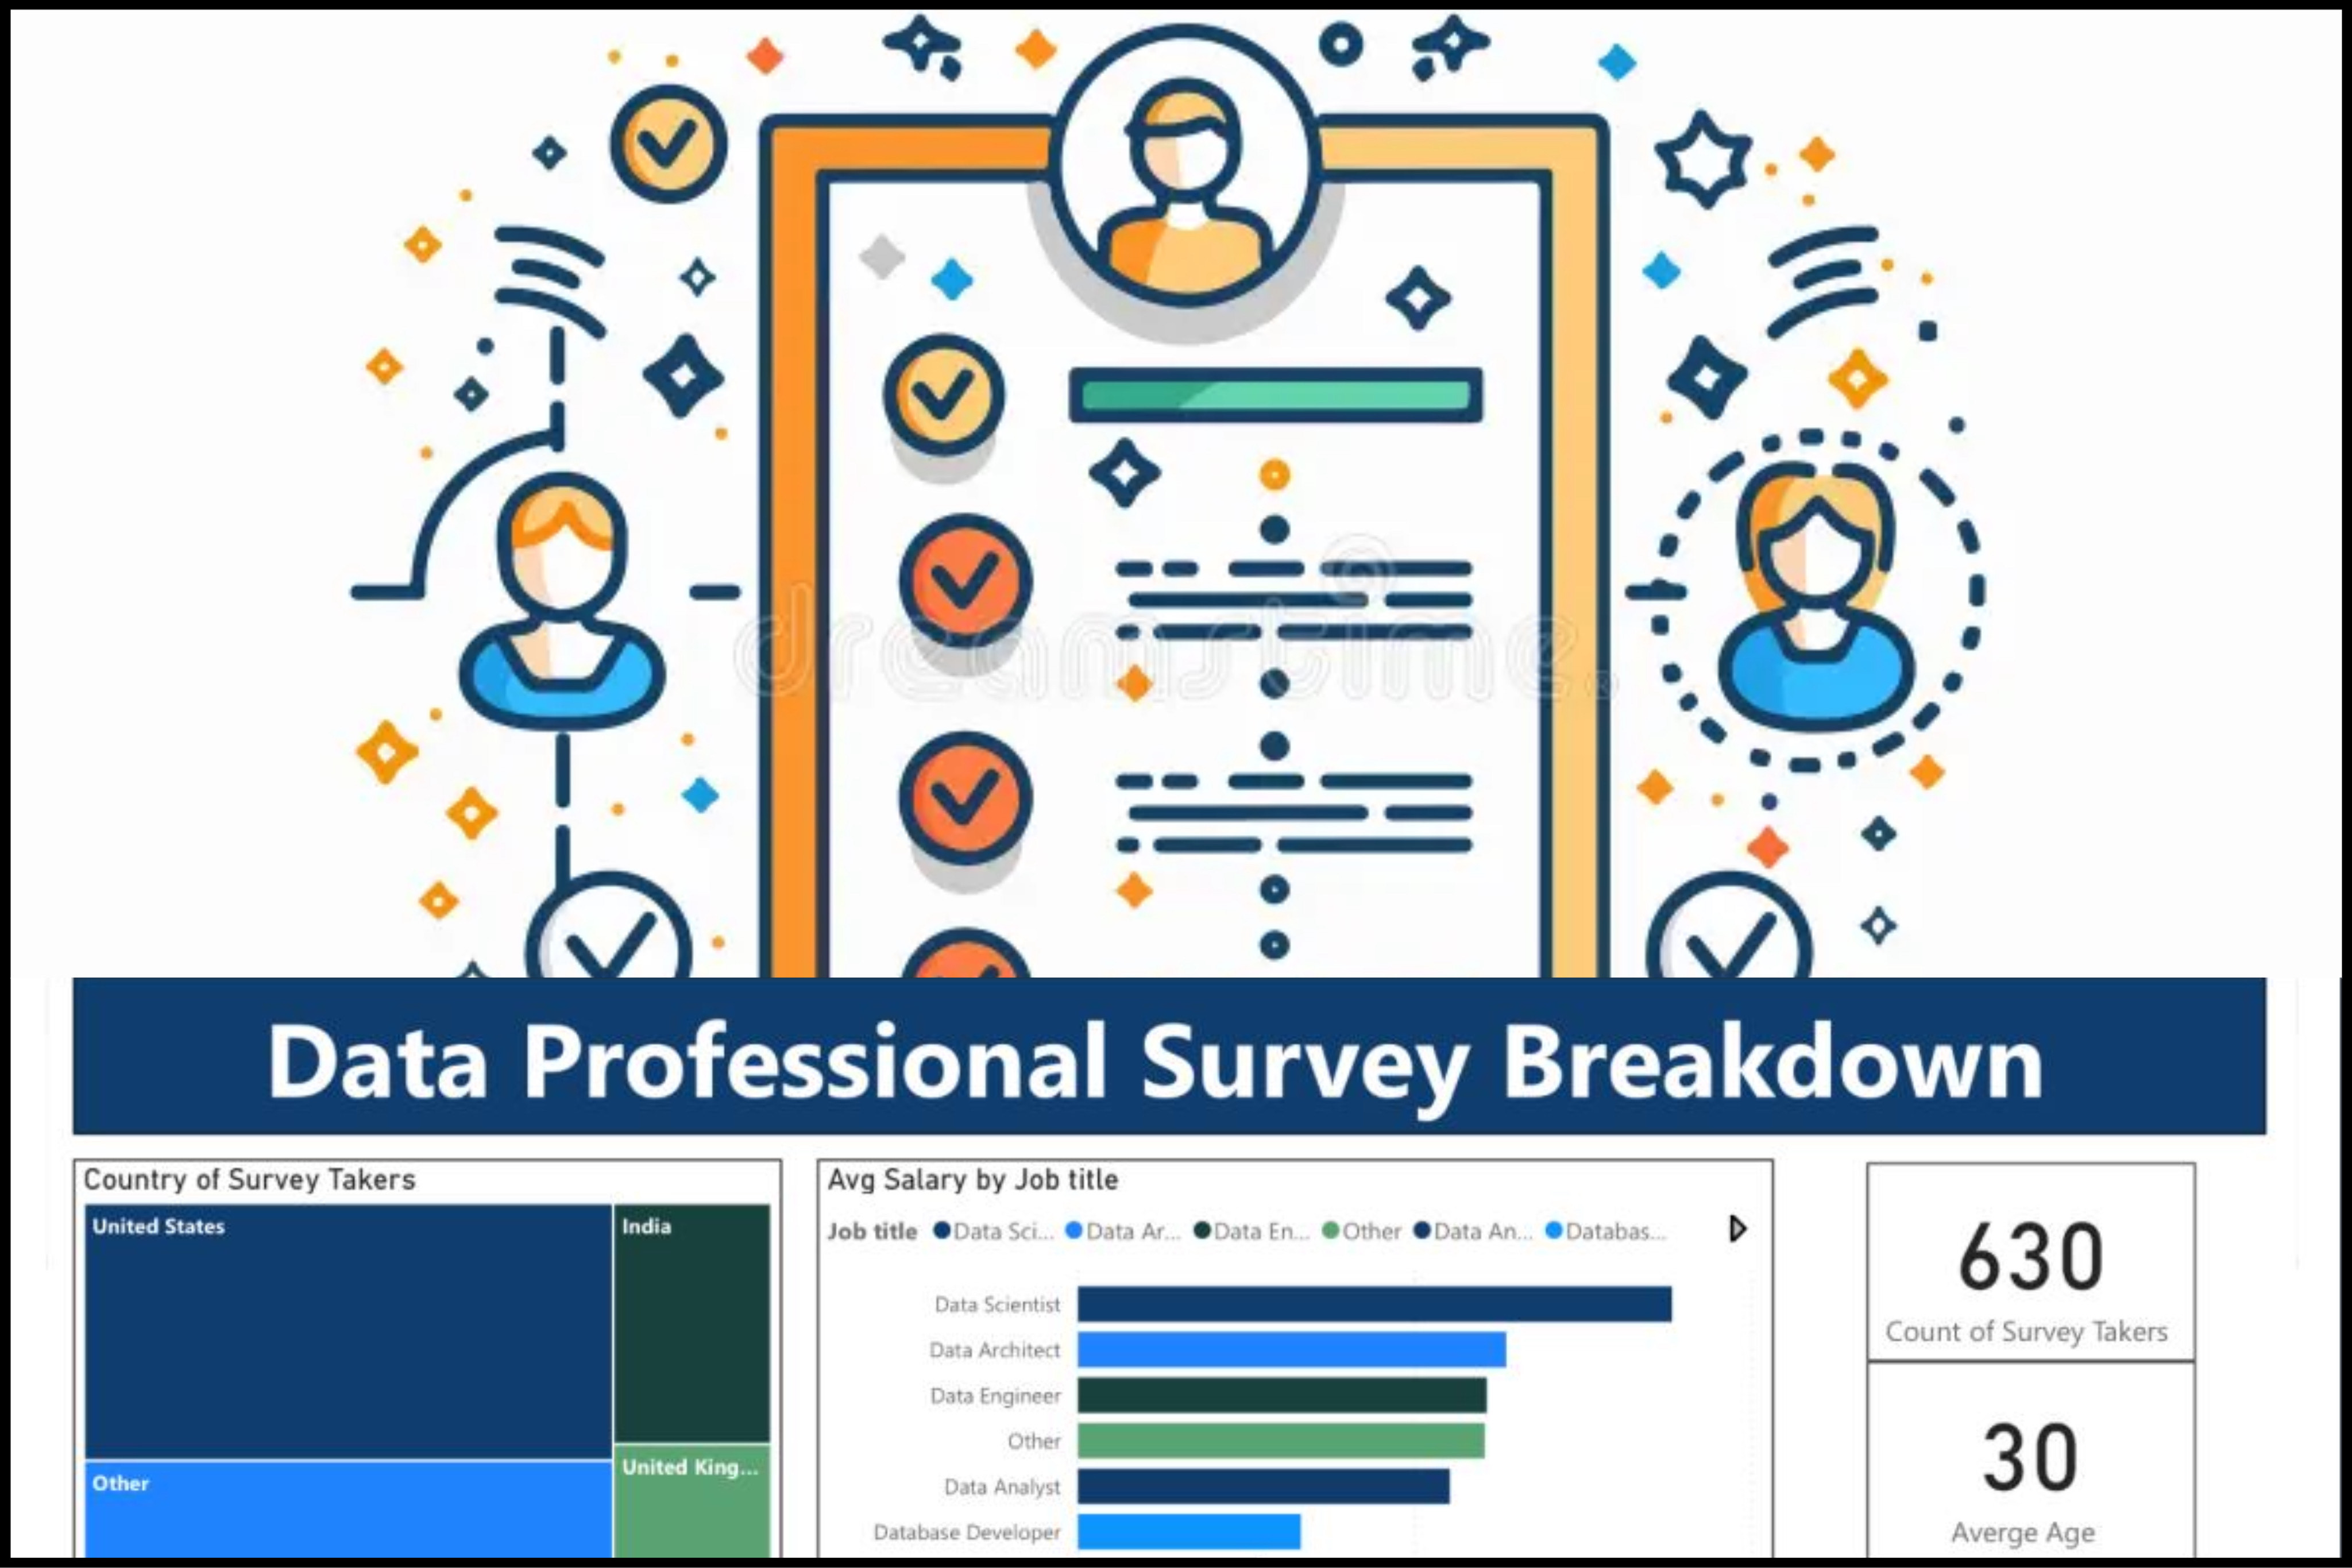 dreamstime®
Data Professional Survey Breakdown
Country of Survey Takers
United States
India
Other
United King...
Avg Salary by Job title
Job title Data Sci... Data Ar... Data En... Other Data An... Databas...
Data Scientist
Data Architect
Data Engineer
Other
Data Analyst
Database Developer
630
Count of Survey Takers
30
Averge Age